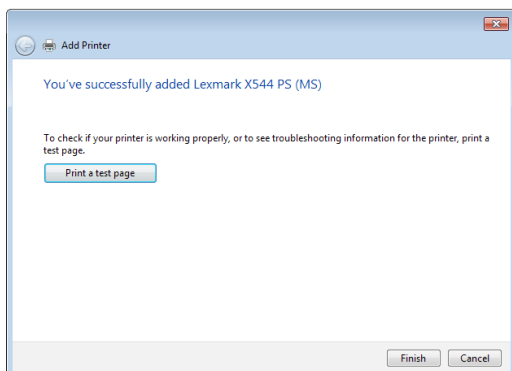 Add Printer
You've successfully added Lexmark X544 PS (MS)
To check if your printer is working properly, or to see troubleshooting information for the printer, print a
test page.
Print a test page
Finish
Cancel